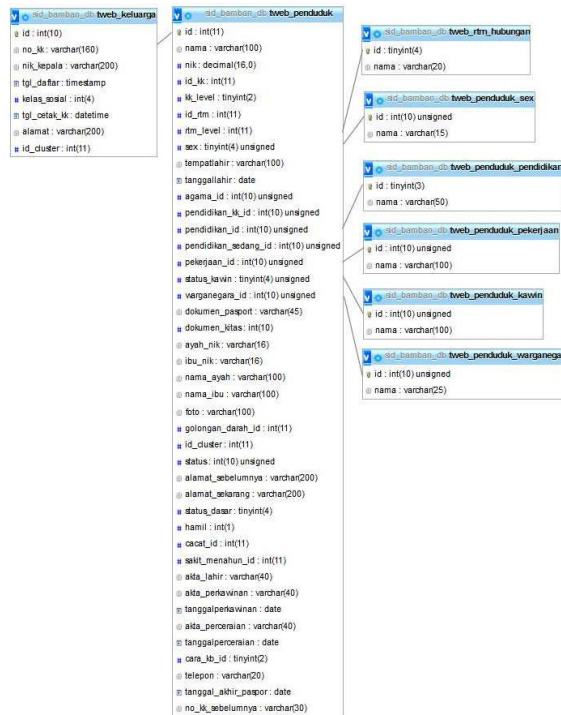 sid_bamban_db tweb_keluarga
id : int(10)
no_kk : varchar(160)
nik_kepala : varchar(200)
tgl_daftar : timestamp
kelas_sosial : int(4)
tgl_cetak_kk : datetime
alamat : varchar(200)
id_cluster : int(11)
sid_bamban_db tweb_penduduk
id : int(11)
nama : varchar(100)
nik : decimal(16,0)
id_kk : int(11)
kk_level : tinyint(2)
id_rtm : int(11)
rtm_level : int(11)
sex : tinyint(4) unsigned
tempatlahir : varchar(100)
tanggallahir : date
agama_id : int(10) unsigned
pendidikan_kk_id : int(10) unsigned
pendidikan_id : int(10) unsigned
pendidikan_sedang_id : int(10) unsigned
pekerjaan_id : int(10) unsigned
status_kawin : tinyint(4) unsigned
warganegara_id : int(10) unsigned
dokumen_pasport : varchar(45)
dokumen_kitas : int(10)
ayah_nik : varchar(16)
ibu_nik : varchar(16)
nama_ayah : varchar(100)
nama_ibu : varchar(100)
foto : varchar(100)
golongan_darah_id : int(11)
id_cluster : int(11)
status : int(10) unsigned
alamat_sebelumnya : varchar(200)
alamat_sekarang : varchar(200)
status_dasar : tinyint(4)
hamil : int(1)
cacat_id : int(11)
sakit_menahun_id : int(11)
akta_lahir : varchar(40)
akta_perkawinan : varchar(40)
tanggalperkawinan : date
akta_perceraian : varchar(40)
tanggalperceraian : date
cara_kb_id : tinyint(2)
telepon : varchar(20)
tanggal_akhir_paspor : date
no_kk_sebelumnya : varchar(30)
sid_bamban_db tweb_rtm_hubungan
id : tinyint(4)
nama : varchar(20)
sid_bamban_db tweb_penduduk_sex
id : int(10) unsigned
nama : varchar(15)
sid_bamban_db tweb_penduduk_pendidikan
id : tinyint(3)
nama : varchar(50)
sid_bamban_db tweb_penduduk_pekerjaan
id : int(10) unsigned
nama : varchar(100)
sid_bamban_db tweb_penduduk_kawin
id : int(10) unsigned
nama : varchar(100)
sid_bamban_db tweb_penduduk_warganega
id : int(10) unsigned
nama : varchar(25)